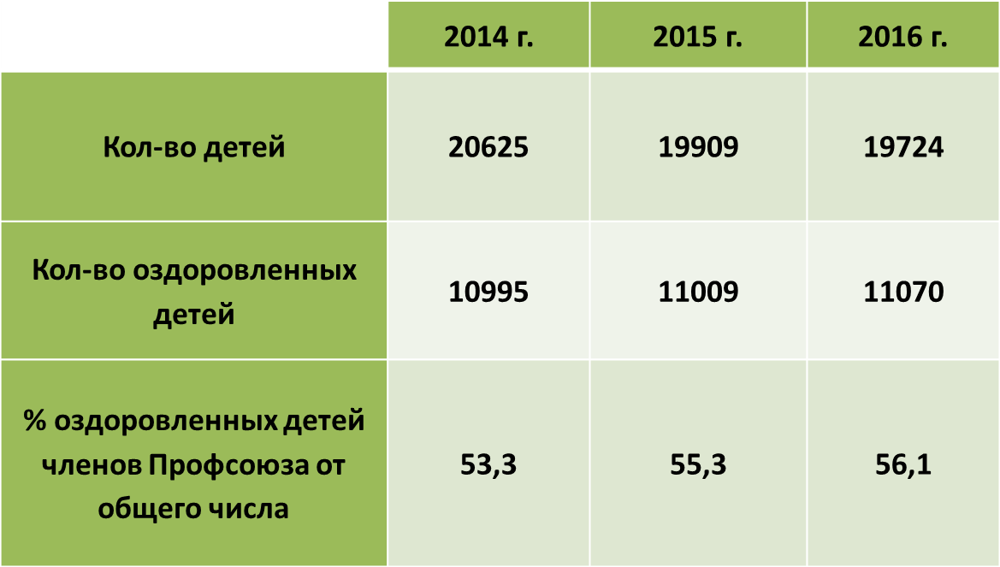 2014 г. 2015 г. 2016 г.
Кол-во детей 20625 19909 19724
Кол-во оздоровленных
детей 10995 11009 11070
% оздоровленных детей
членов Профсоюза от
общего числа 53,3 55,3 56,1